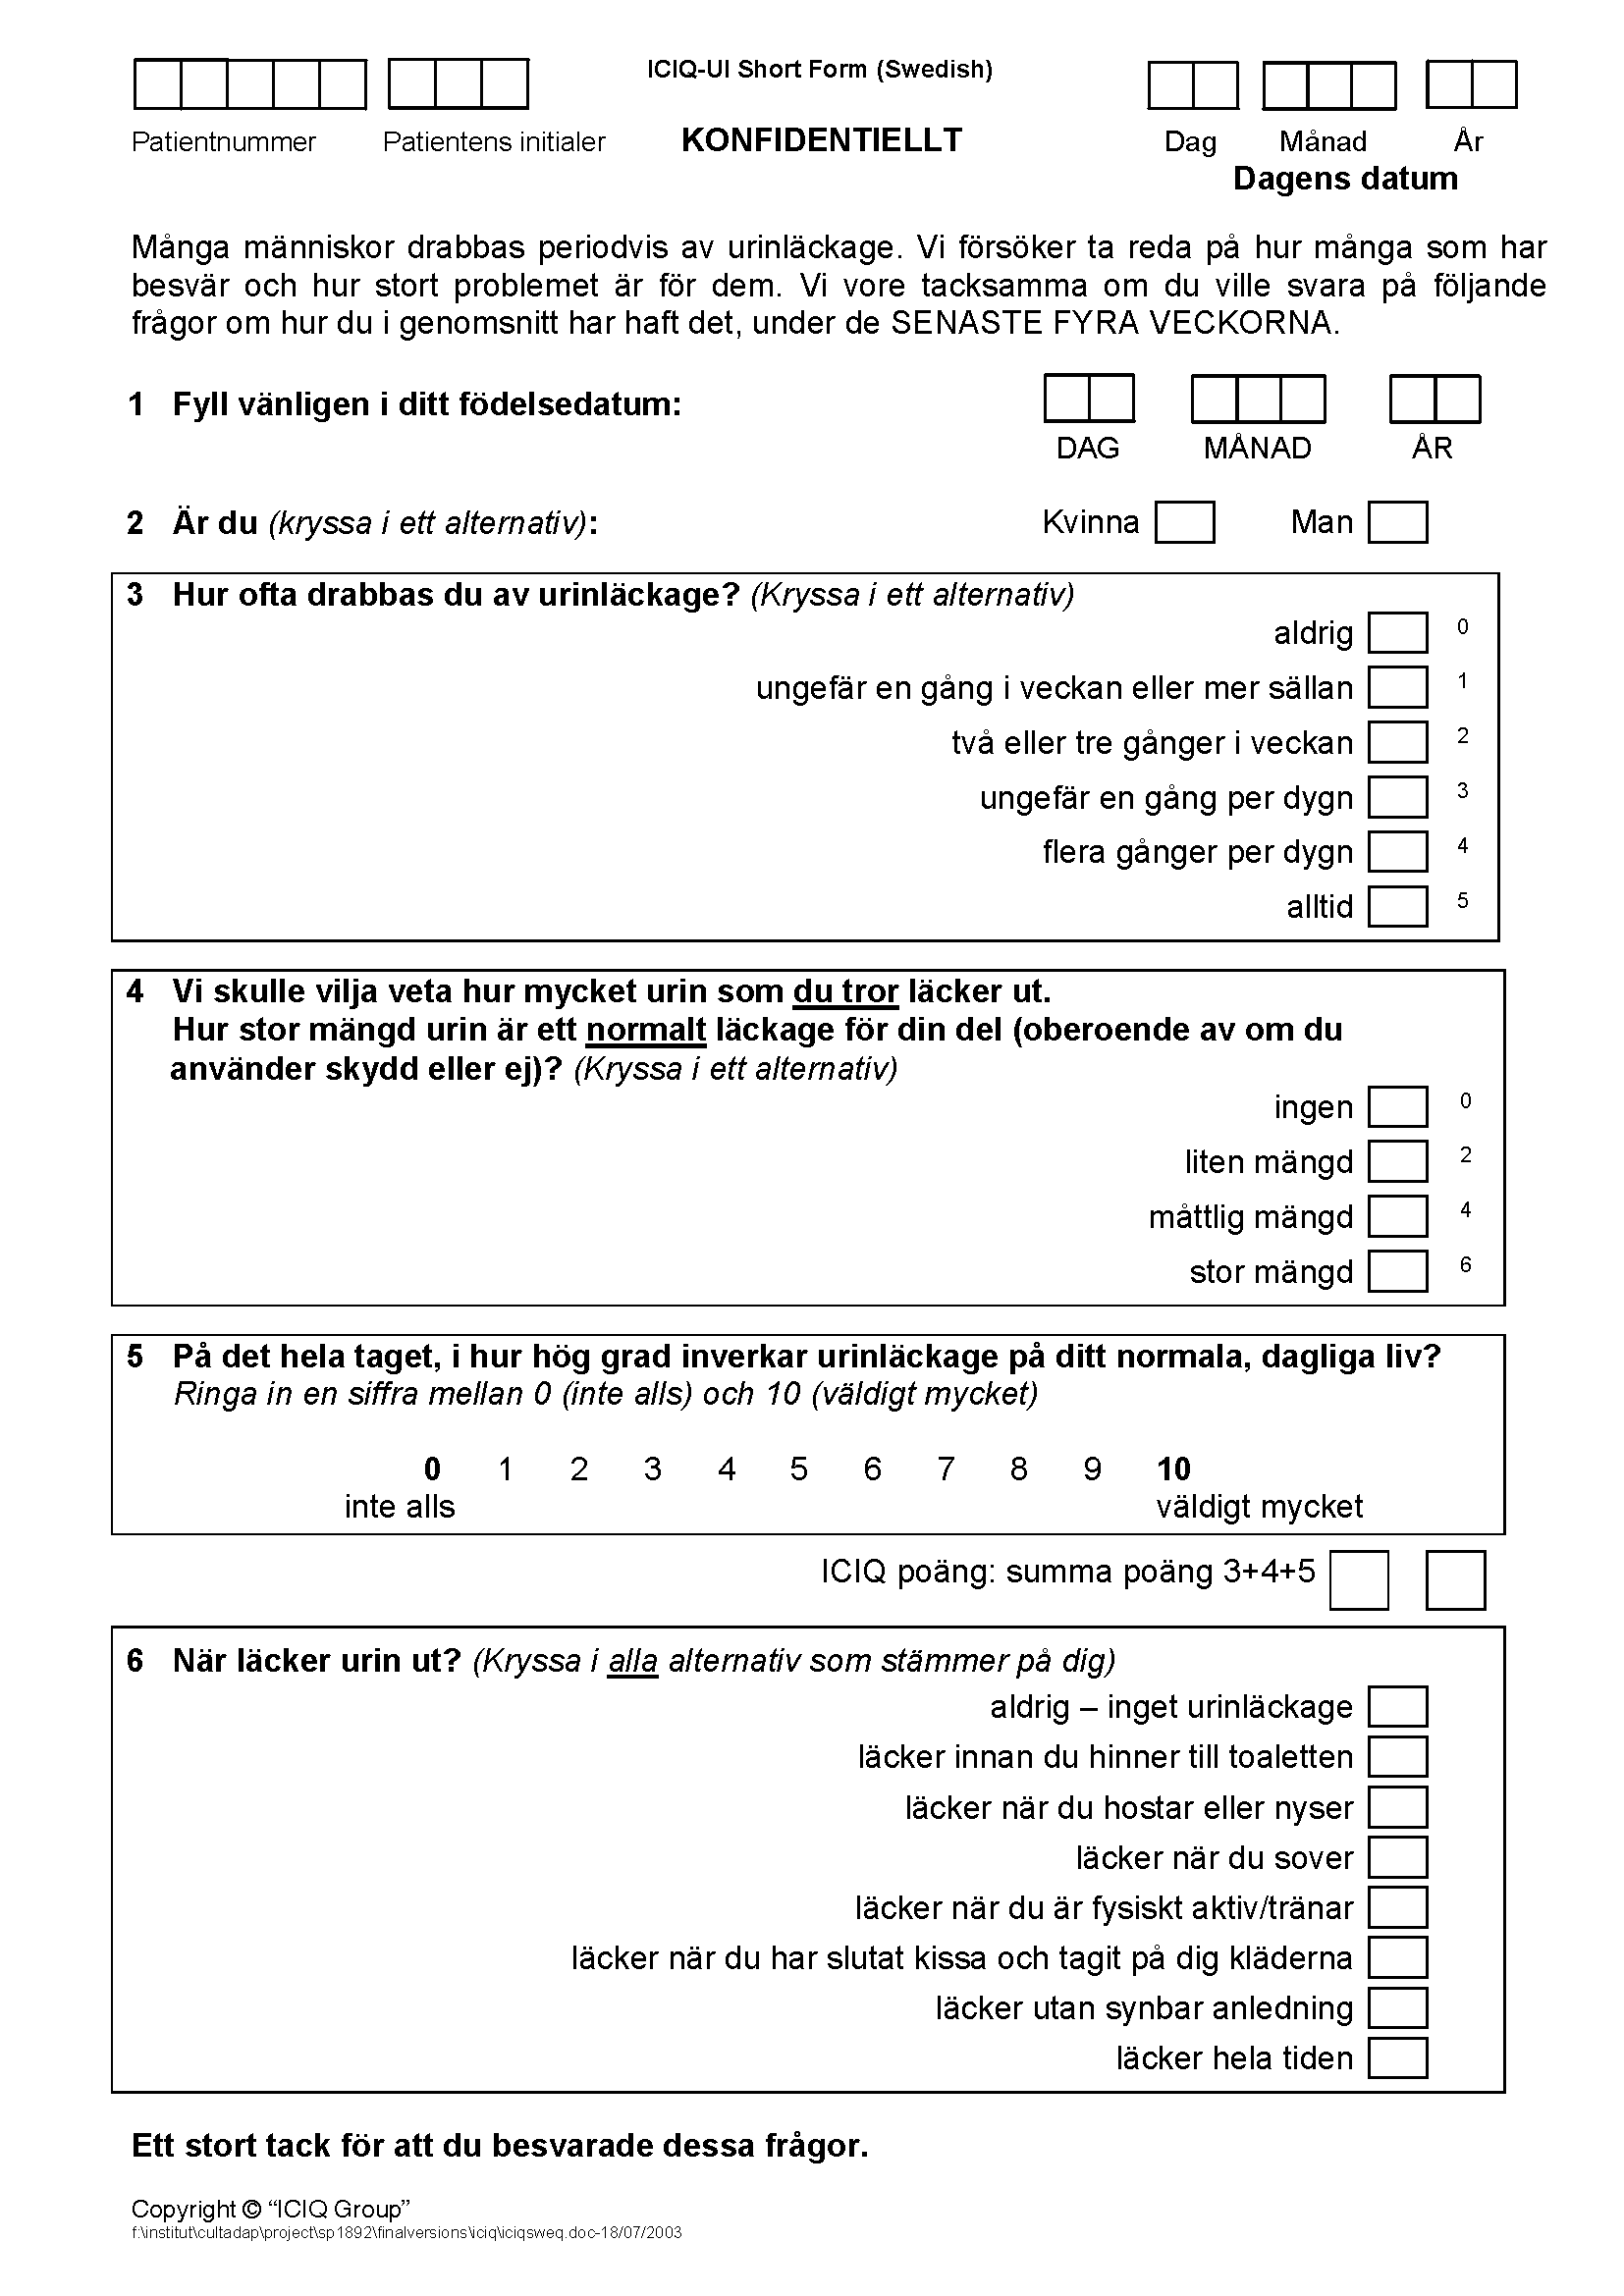 ICIQ-UI Short Form (Swedish)
Patientnummer Patientens initialer KONFIDENTIELLT Dag Månad År
Dagens datum
Många människor drabbas periodvis av urinläckage. Vi försöker ta reda på hur många som har
besvär och hur stort problemet är för dem. Vi vore tacksamma om du ville svara på följande
frågor om hur du i genomsnitt har haft det, under de SENASTE FYRA VECKORNA.
1 Fyll vänligen i ditt födelsedatum:
DAG MÅNAD ÅR
2 Är du (kryssa i ett alternativ): Kvinna Man
3 Hur ofta drabbas du av urinläckage? (Kryssa i ett alternativ)
aldrig 0
ungefär en gång i veckan eller mer sällan 1
två eller tre gånger i veckan 2
ungefär en gång per dygn 3
flera gånger per dygn 4
alltid 5
4 Vi skulle vilja veta hur mycket urin som du tror läcker ut.
Hur stor mängd urin är ett normalt läckage för din del (oberoende av om du
använder skydd eller ej)? (Kryssa i ett alternativ)
ingen 0
liten mängd 2
måttlig mängd 4
stor mängd 6
5 På det hela taget, i hur hög grad inverkar urinläckage på ditt normala, dagliga liv?
Ringa in en siffra mellan 0 (inte alls) och 10 (väldigt mycket)
0 1 2 3 4 5 6 7 8 9 10
inte alls väldigt mycket
ICIQ poäng: summa poäng 3+4+5
6 När läcker urin ut? (Kryssa i alla alternativ som stämmer på dig)
aldrig – inget urinläckage
läcker innan du hinner till toaletten
läcker när du hostar eller nyser
läcker när du sover
läcker när du är fysiskt aktiv/tränar
läcker när du har slutat kissa och tagit på dig kläderna
läcker utan synbar anledning
läcker hela tiden
Ett stort tack för att du besvarade dessa frågor.
Copyright © “ICIQ Group”
f:\institut\cultadap\project\sp1892\finalversions\iciq\iciqsweq.doc-18/07/2003